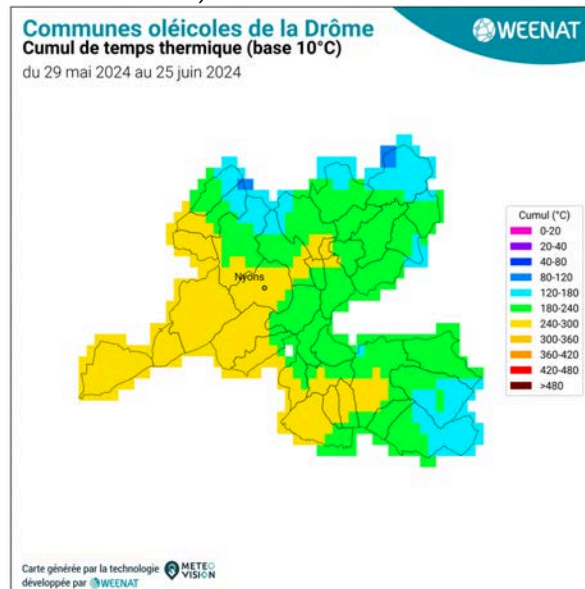 Communes oléicoles de la Drôme
Cumul de temps thermique (base 10°C)
du 29 mai 2024 au 25 juin 2024
WEENAT
Nyons
Cumul (°C)
0-20
20-40
40-80
80-120
120-180
180-240
240-300
300-360
360-420
420-480
>480
Carte générée par la technologie
développée par WEENAT
METEO
VISION